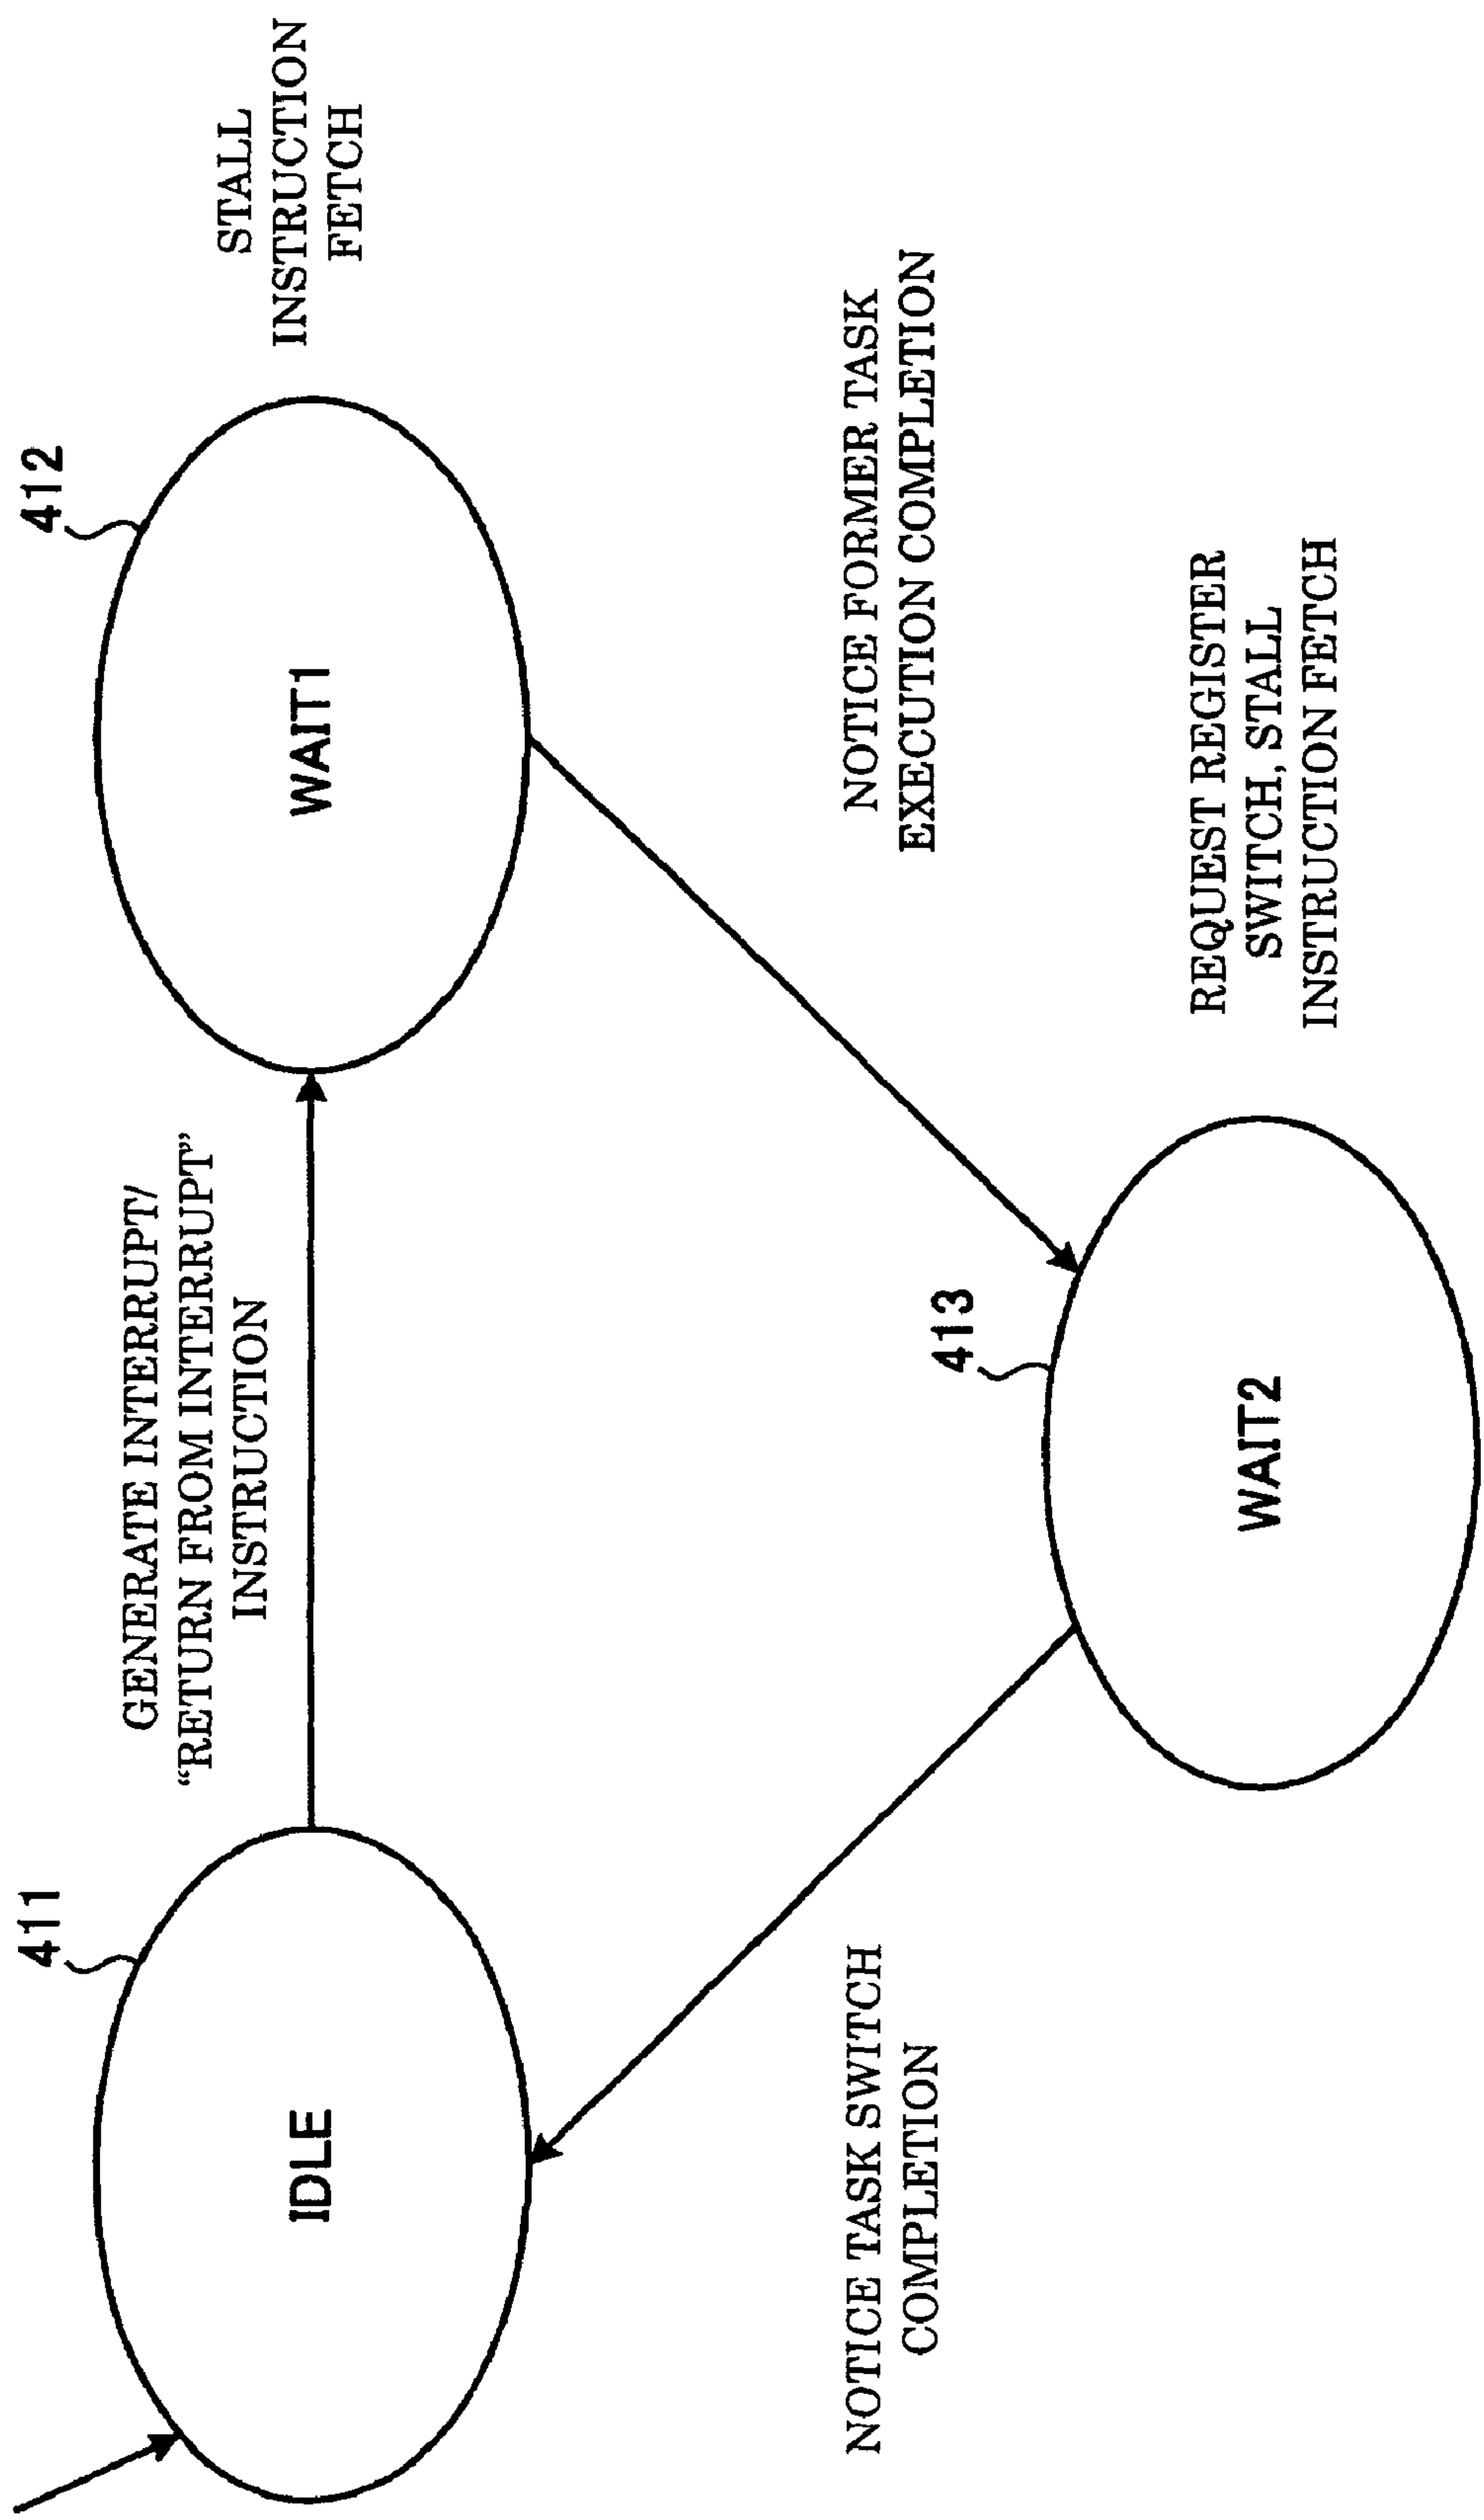 411
IDLE
GENERATE INTERRUPT/
“RETURN FROM INTERRUPT”
INSTRUCTION
412
WAIT1
STALL
INSTRUCTION
FETCH
NOTICE TASK SWITCH
COMPLETION
413
WAIT2
NOTICE FORMER TASK
EXECUTION COMPLETION
REQUEST REGISTER
SWITCH, STALL
INSTRUCTION FETCH